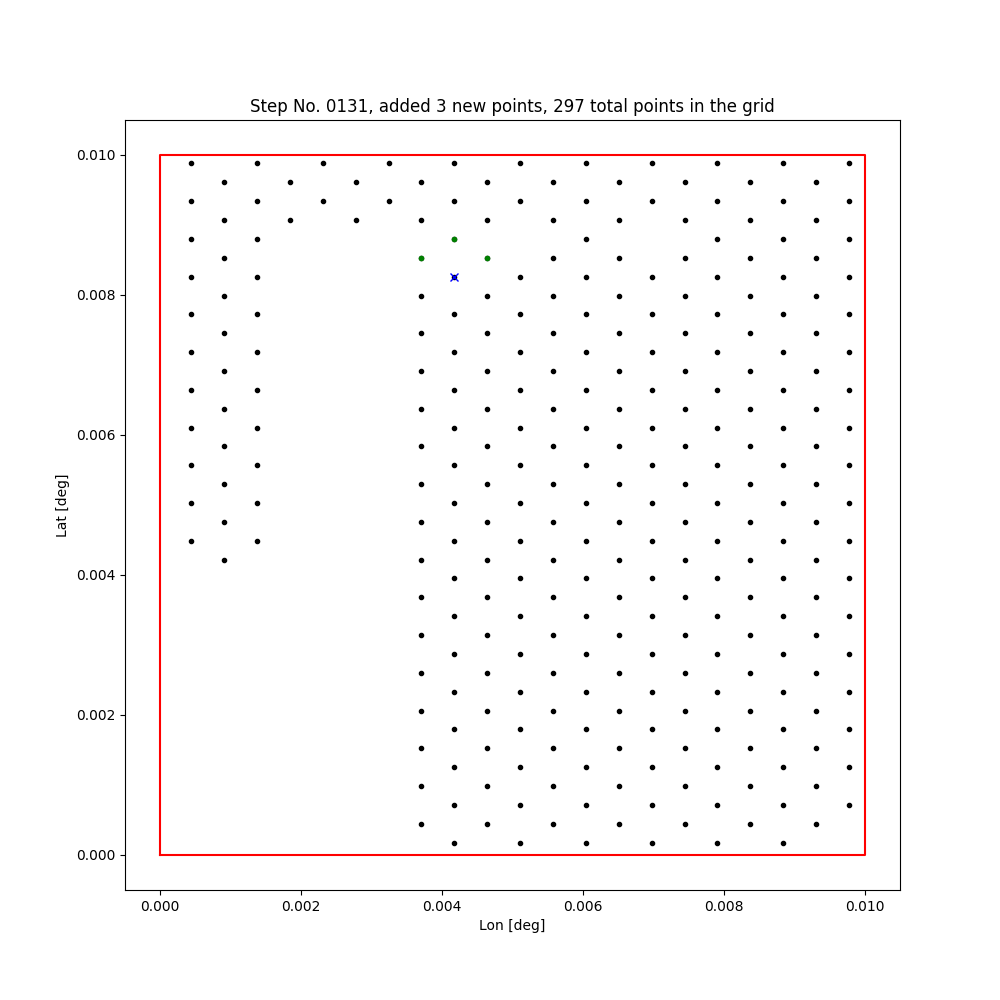 Step No. 0131, added 3 new points, 297 total points in the grid
Lat [deg]
0.010
0.008
0.006
0.004
0.002
0.000
0.000 0.002 0.004 0.006 0.008 0.010
Lon [deg]